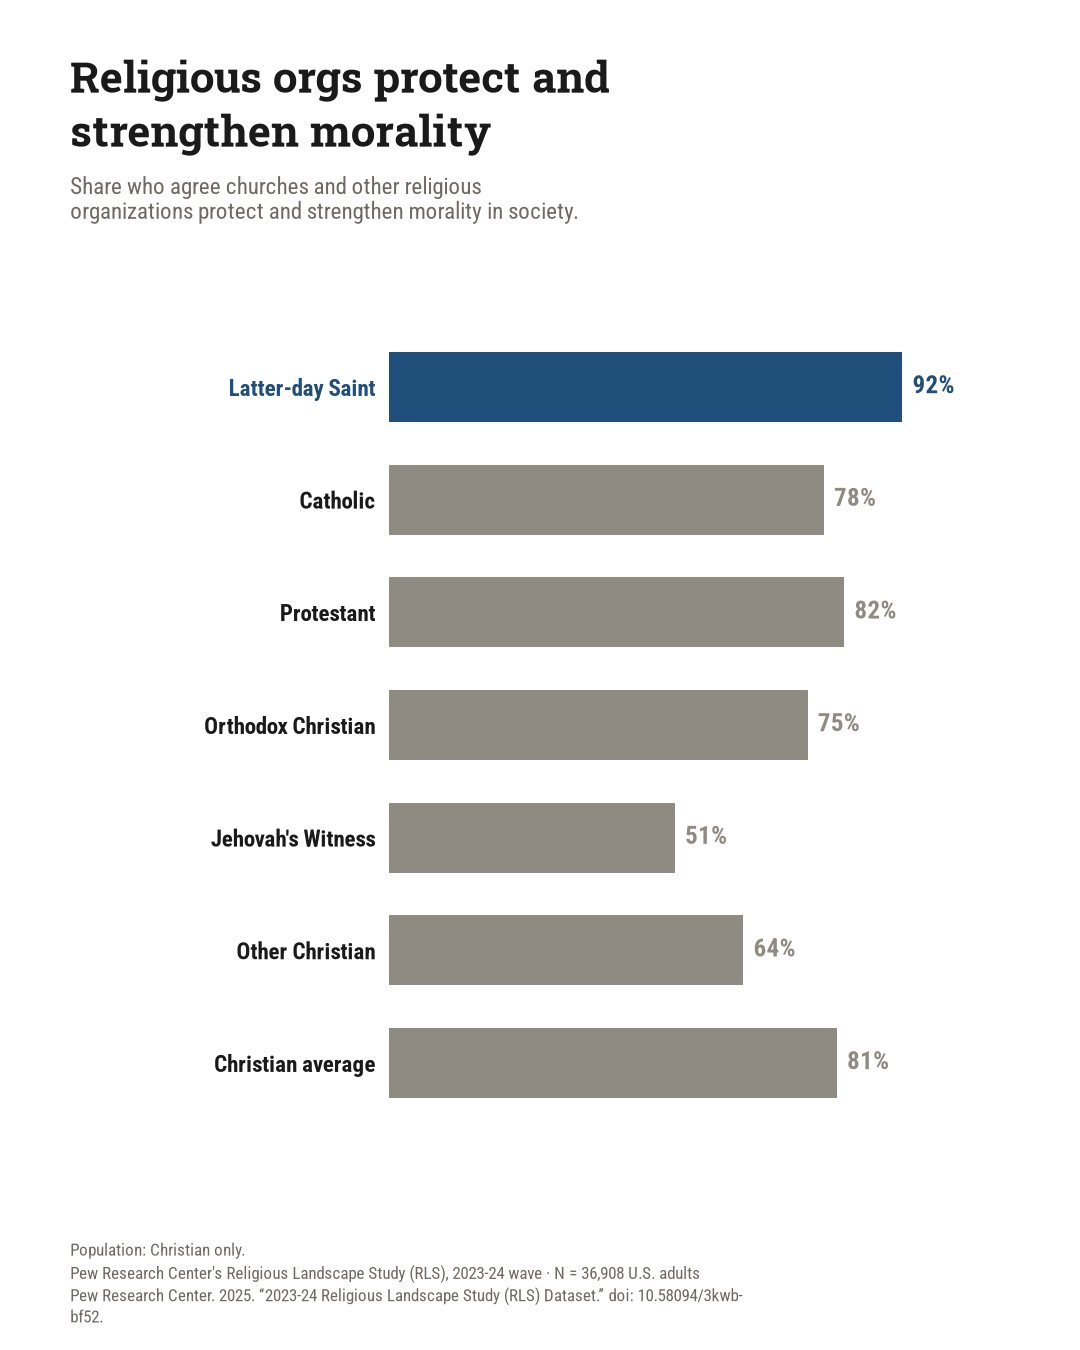 Religious orgs protect and
strengthen morality
Share who agree churches and other religious
organizations protect and strengthen morality in society.
Latter-day Saint 92%
Catholic 78%
Protestant 82%
Orthodox Christian 75%
Jehovah's Witness 51%
Other Christian 64%
Christian average 81%
Population: Christian only.
Pew Research Center's Religious Landscape Study (RLS), 2023-24 wave · N = 36,908 U.S. adults
Pew Research Center. 2025. “2023-24 Religious Landscape Study (RLS) Dataset.” doi: 10.58094/3kwb-
bf52.